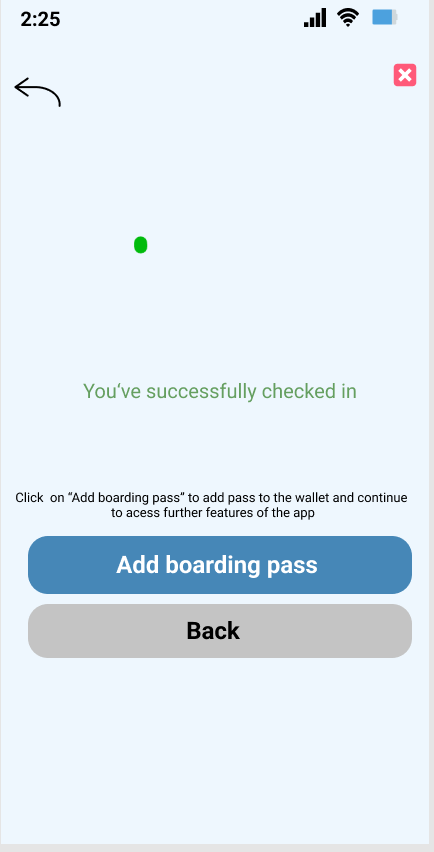 2:25
You‘ve successfully checked in
Click  on “Add boarding pass” to add pass to the wallet and continue
to acess further features of the app
Add boarding pass
Back